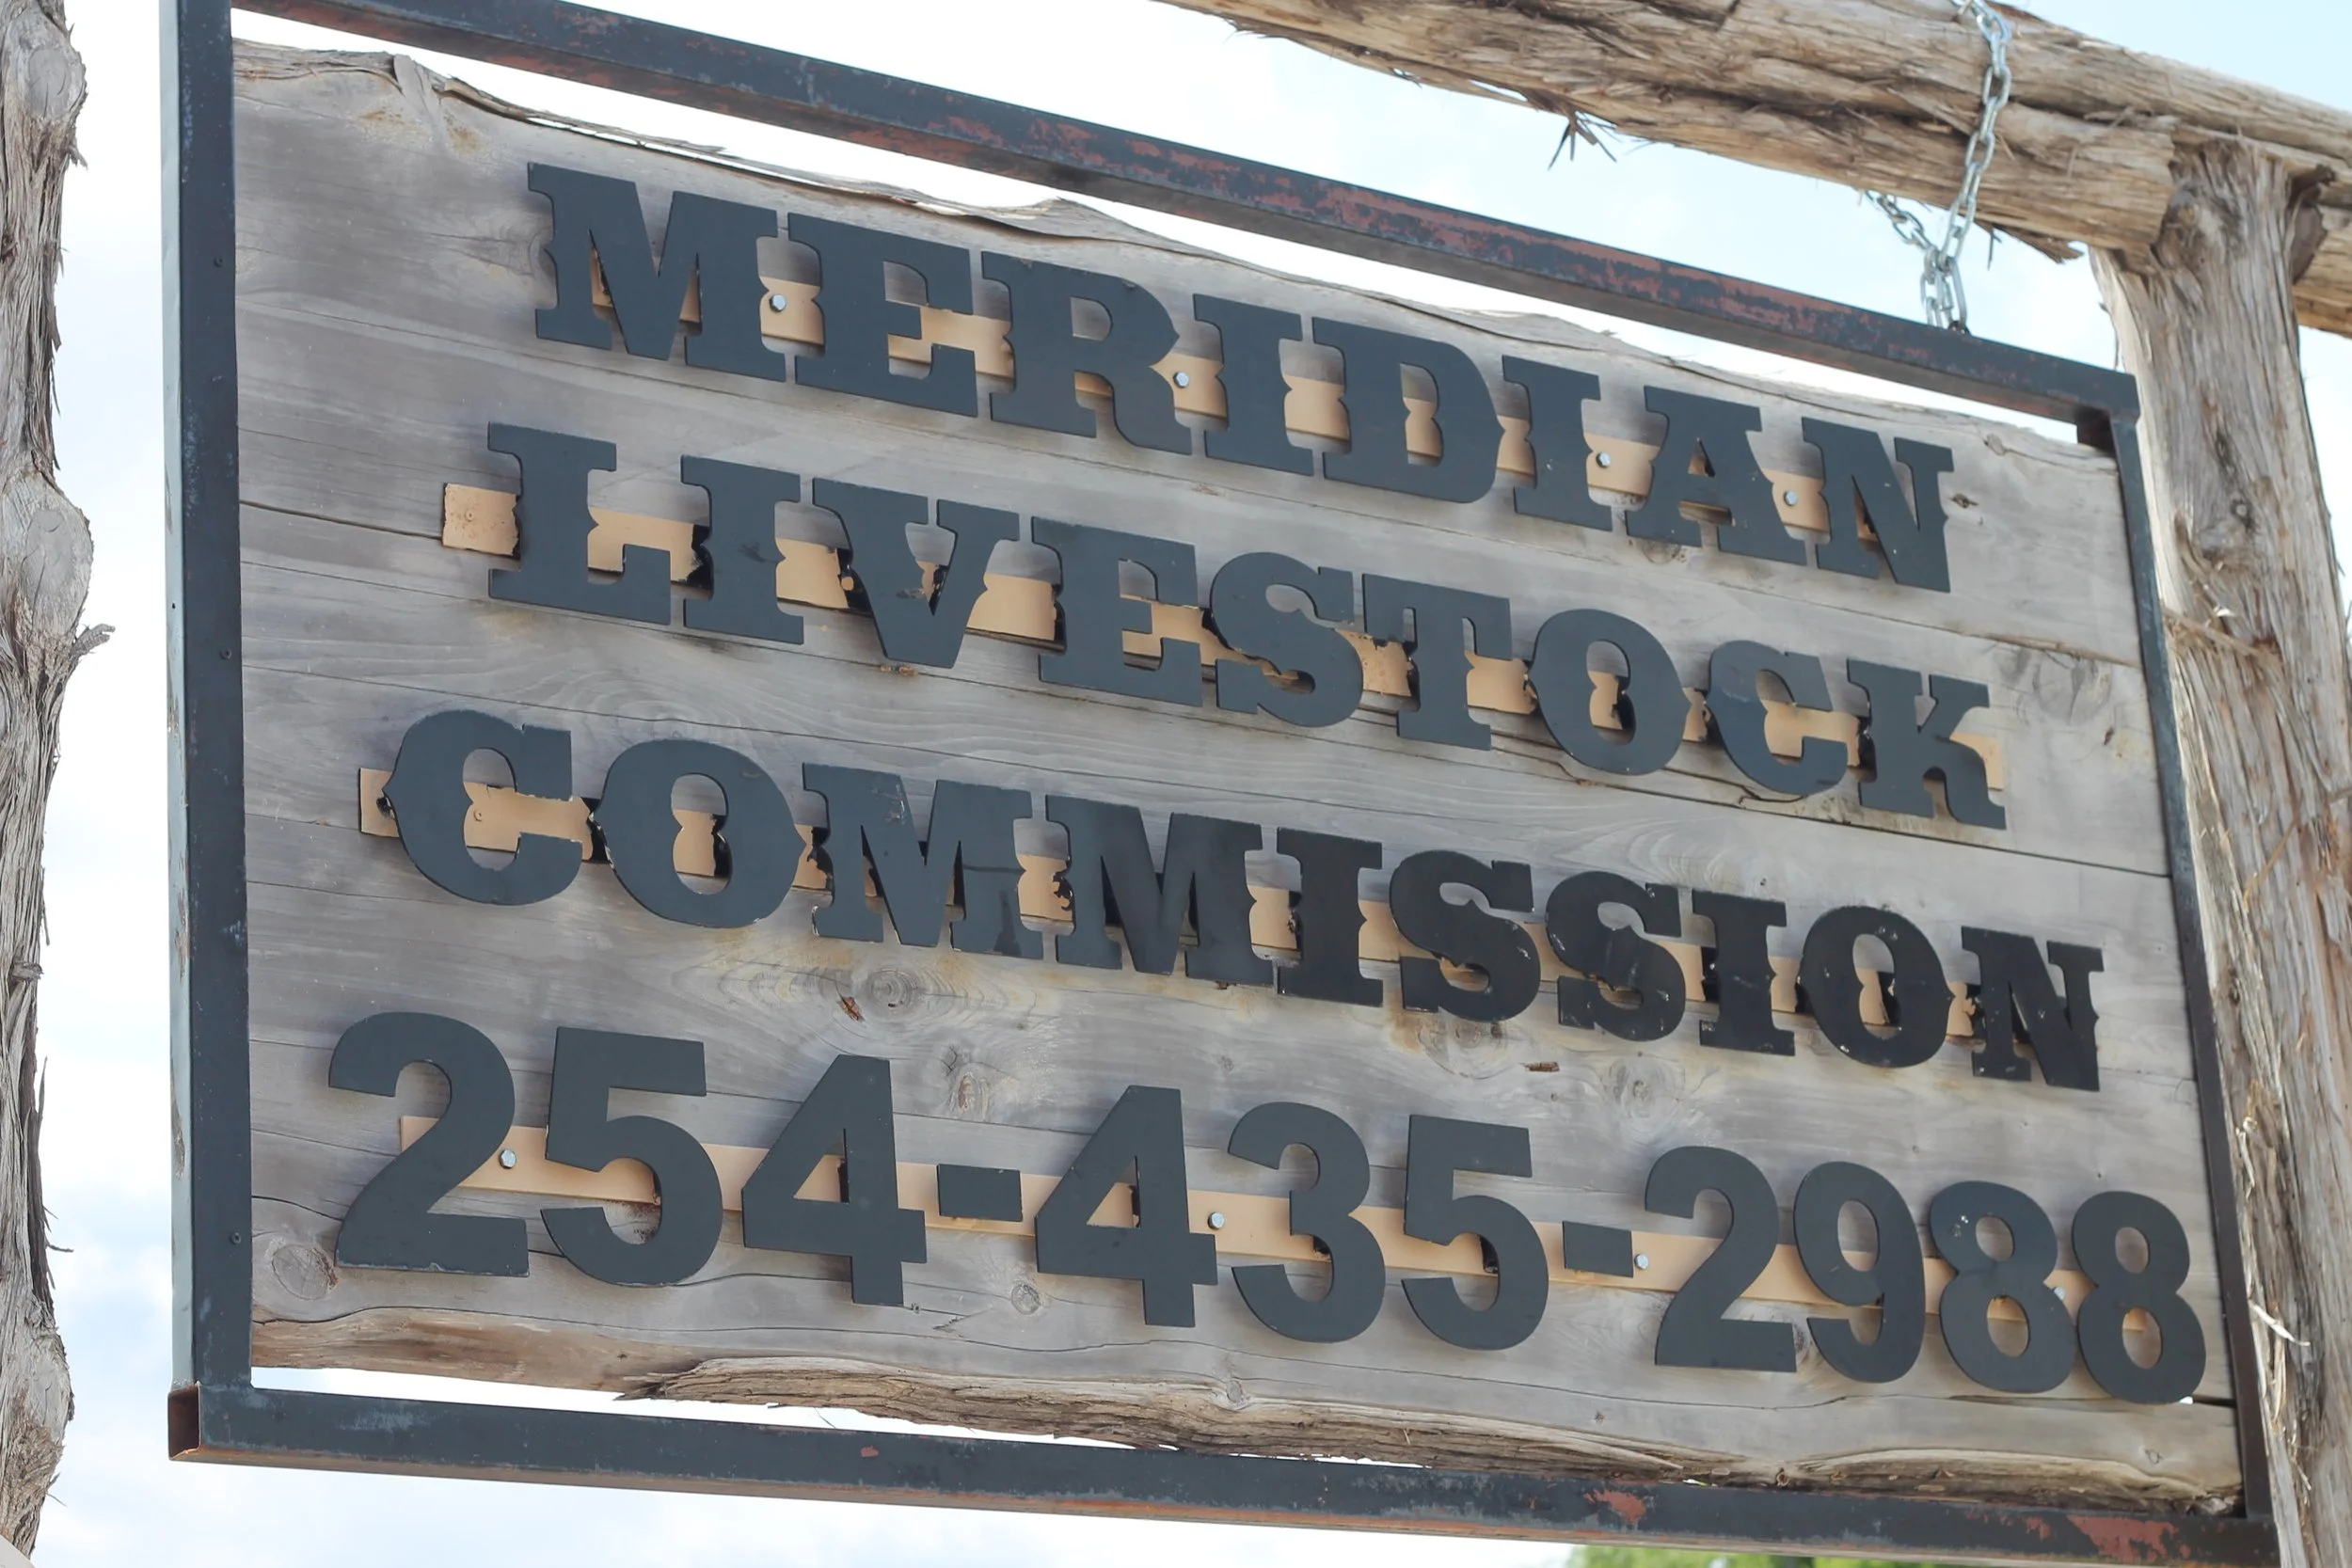 MERIDIAN
LIVESTOCK
COMMISSION
254-435-2988